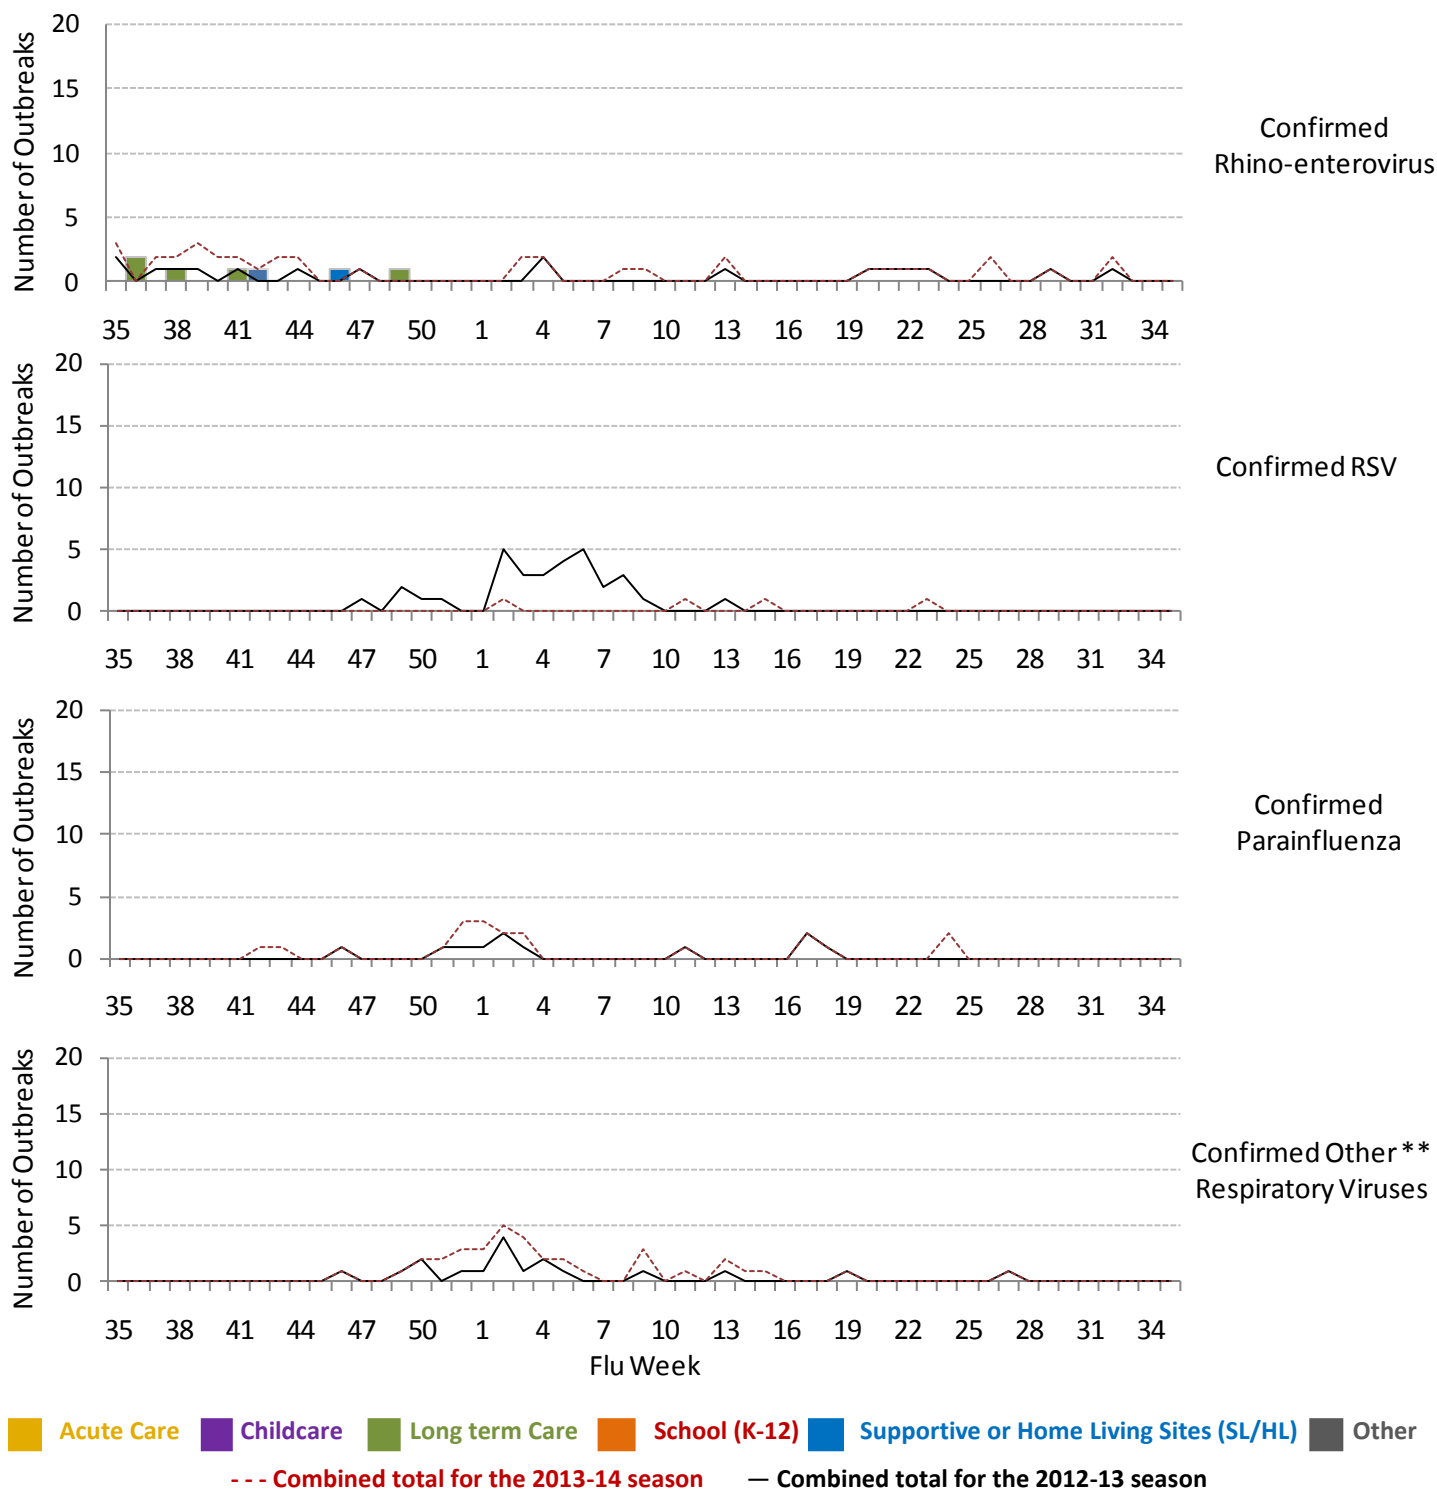 20
15
10
5
0
Number of Outbreaks
35 38 41 44 47 50 1 4 7 10 13 16 19 22 25 28 31 34
Confirmed
Rhino-enterovirus
20
15
10
5
0
Number of Outbreaks
35 38 41 44 47 50 1 4 7 10 13 16 19 22 25 28 31 34
Confirmed RSV
20
15
10
5
0
Number of Outbreaks
35 38 41 44 47 50 1 4 7 10 13 16 19 22 25 28 31 34
Confirmed
Parainfluenza
20
15
10
5
0
Number of Outbreaks
35 38 41 44 47 50 1 4 7 10 13 16 19 22 25 28 31 34
Flu Week
Confirmed Other **
Respiratory Viruses
Acute Care Childcare Long term Care School (K-12) Supportive or Home Living Sites (SL/HL) Other
- - - Combined total for the 2013-14 season — Combined total for the 2012-13 season